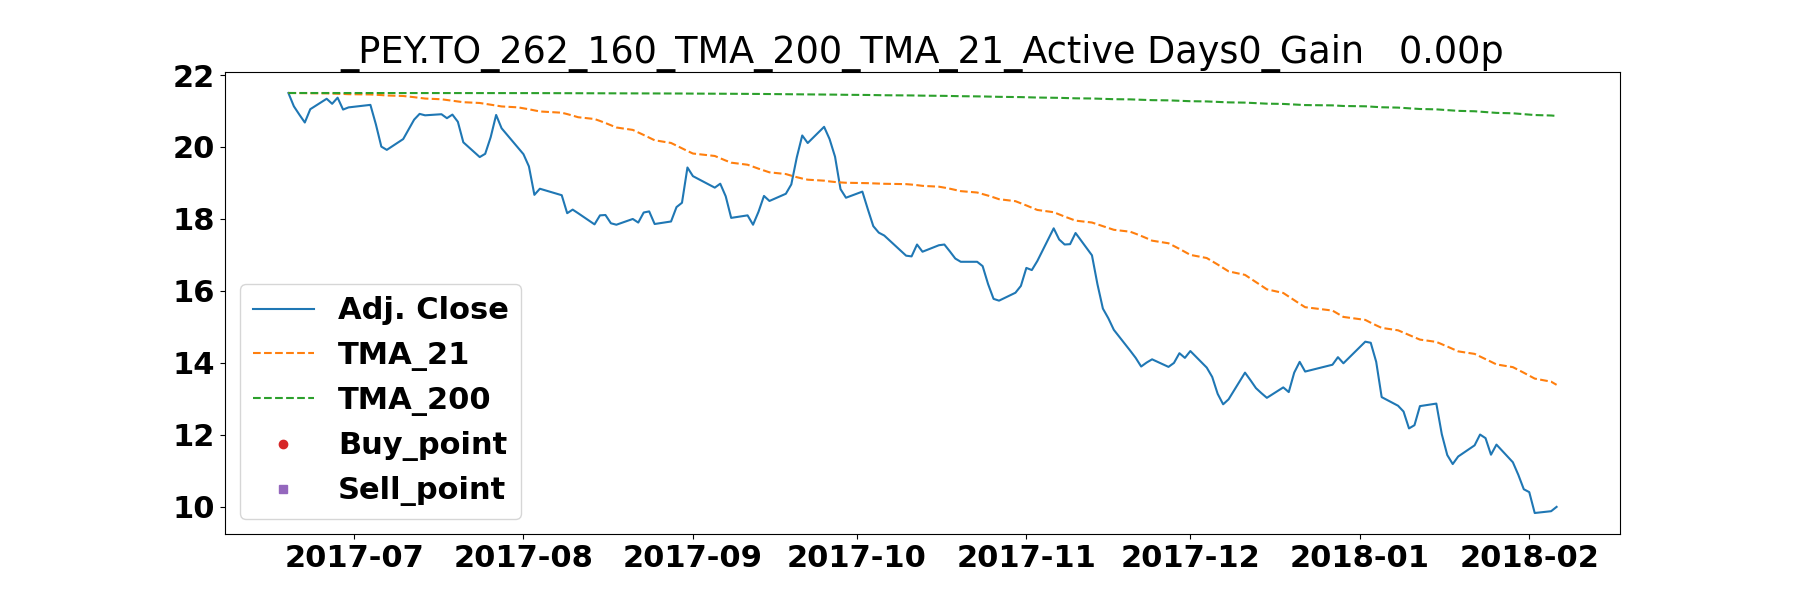 _PEY.TO_262_160_TMA_200_TMA_21_Active Days0_Gain   0.00p
22
20
18
16
14
12
10
Adj. Close
TMA_21
TMA_200
Buy_point
Sell_point
2017-07 2017-08 2017-09 2017-10 2017-11 2017-12 2018-01 2018-02